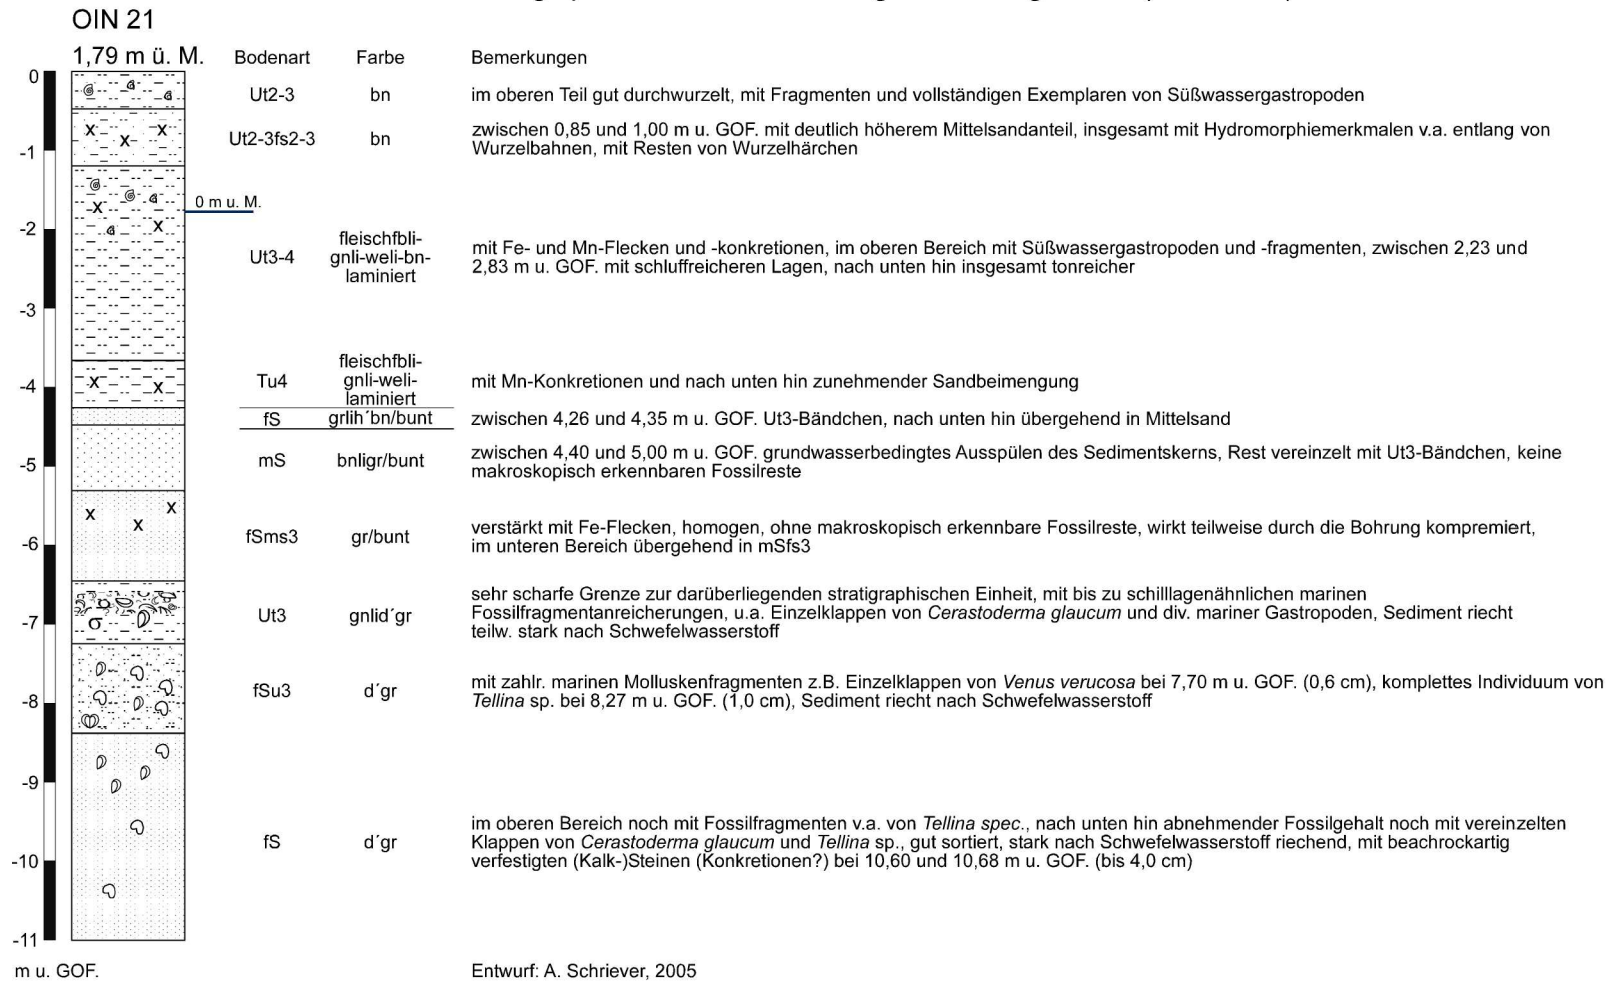 OIN 21
1,79 m ü. M.
Bodenart Farbe Bemerkungen
0
Ut2-3 bn im oberen Teil gut durchwurzelt, mit Fragmenten und vollständigen Exemplaren von Süßwassergastropoden
Ut2-3fs2-3 bn zwischen 0,85 und 1,00 m u. GOF. mit deutlich höherem Mittelsandanteil, insgesamt mit Hydromorphiemerkmalen v.a. entlang von
Wurzelbahnen, mit Resten von Wurzelhärchen
-1
0 m u. M.
-2
Ut3-4 fleischfbli-
gnli-weli-bn-
laminiert
mit Fe- und Mn-Flecken und -konkretionen, im oberen Bereich mit Süßwassergastropoden und -fragmenten, zwischen 2,23 und
2,83 m u. GOF. mit schluffreicheren Lagen, nach unten hin insgesamt tonreicher
-3
-4
Tu4 fleischfbli-
gnli-weli-
laminiert
mit Mn-Konkretionen und nach unten hin zunehmender Sandbeimengung
fS grlih´bn/bunt zwischen 4,26 und 4,35 m u. GOF. Ut3-Bändchen, nach unten hin übergehend in Mittelsand
-5
mS bnligr/bunt zwischen 4,40 und 5,00 m u. GOF. grundwasserbedingtes Ausspülen des Sedimentskerns, Rest vereinzelt mit Ut3-Bändchen, keine
makroskopisch erkennbaren Fossilreste
-6
fSms3 gr/bunt verstärkt mit Fe-Flecken, homogen, ohne makroskopisch erkennbare Fossilreste, wirkt teilweise durch die Bohrung kompremiert,
im unteren Bereich übergehend in mSfs3
-7
Ut3 gnlid´gr sehr scharfe Grenze zur darüberliegenden stratigraphischen Einheit, mit bis zu schilllagenähnlichen marinen
Fossilfragmentanreicherungen, u.a. Einzelklappen von Cerastoderma glaucum und div. mariner Gastropoden, Sediment riecht
teilw. stark nach Schwefelwasserstoff
-8
fSu3 d´gr mit zahlr. marinen Molluskenfragmenten z.B. Einzelklappen von Venus verucosa bei 7,70 m u. GOF. (0,6 cm), komplettes Individuum von
Tellina sp. bei 8,27 m u. GOF. (1,0 cm), Sediment riecht nach Schwefelwasserstoff
-9
-10
fS d´gr im oberen Bereich noch mit Fossilfragmenten v.a. von Tellina spec., nach unten hin abnehmender Fossilgehalt noch mit vereinzelten
Klappen von Cerastoderma glaucum und Tellina sp., gut sortiert, stark nach Schwefelwasserstoff riechend, mit beachrockartig
verfestigten (Kalk-)Steinen (Konkretionen?) bei 10,60 und 10,68 m u. GOF. (bis 4,0 cm)
-11
m u. GOF.
Entwurf: A. Schriever, 2005